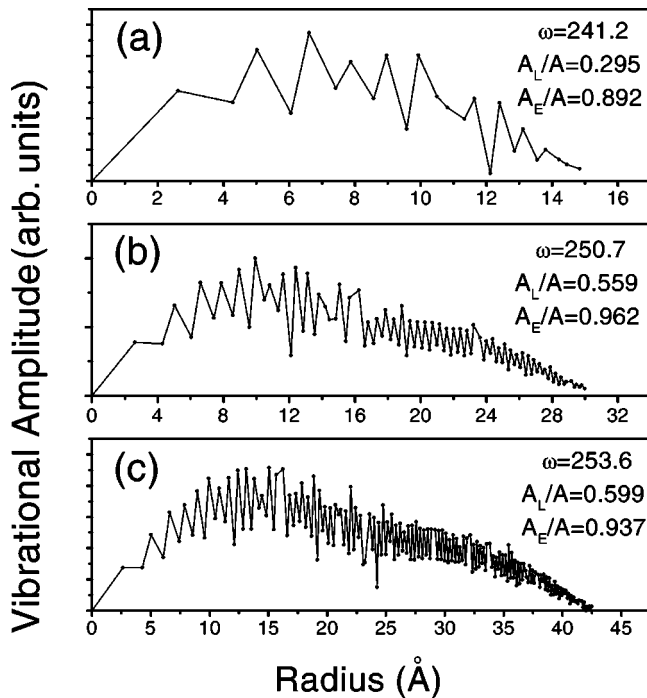 Vibrational Amplitude (arb. units)
(a)
ω=241.2
A_L/A=0.295
A_E/A=0.892
0 2 4 6 8 10 12 14 16
(b)
ω=250.7
A_L/A=0.559
A_E/A=0.962
0 4 8 12 16 20 24 28 32
(c)
ω=253.6
A_L/A=0.599
A_E/A=0.937
0 5 10 15 20 25 30 35 40 45
Radius (Å)